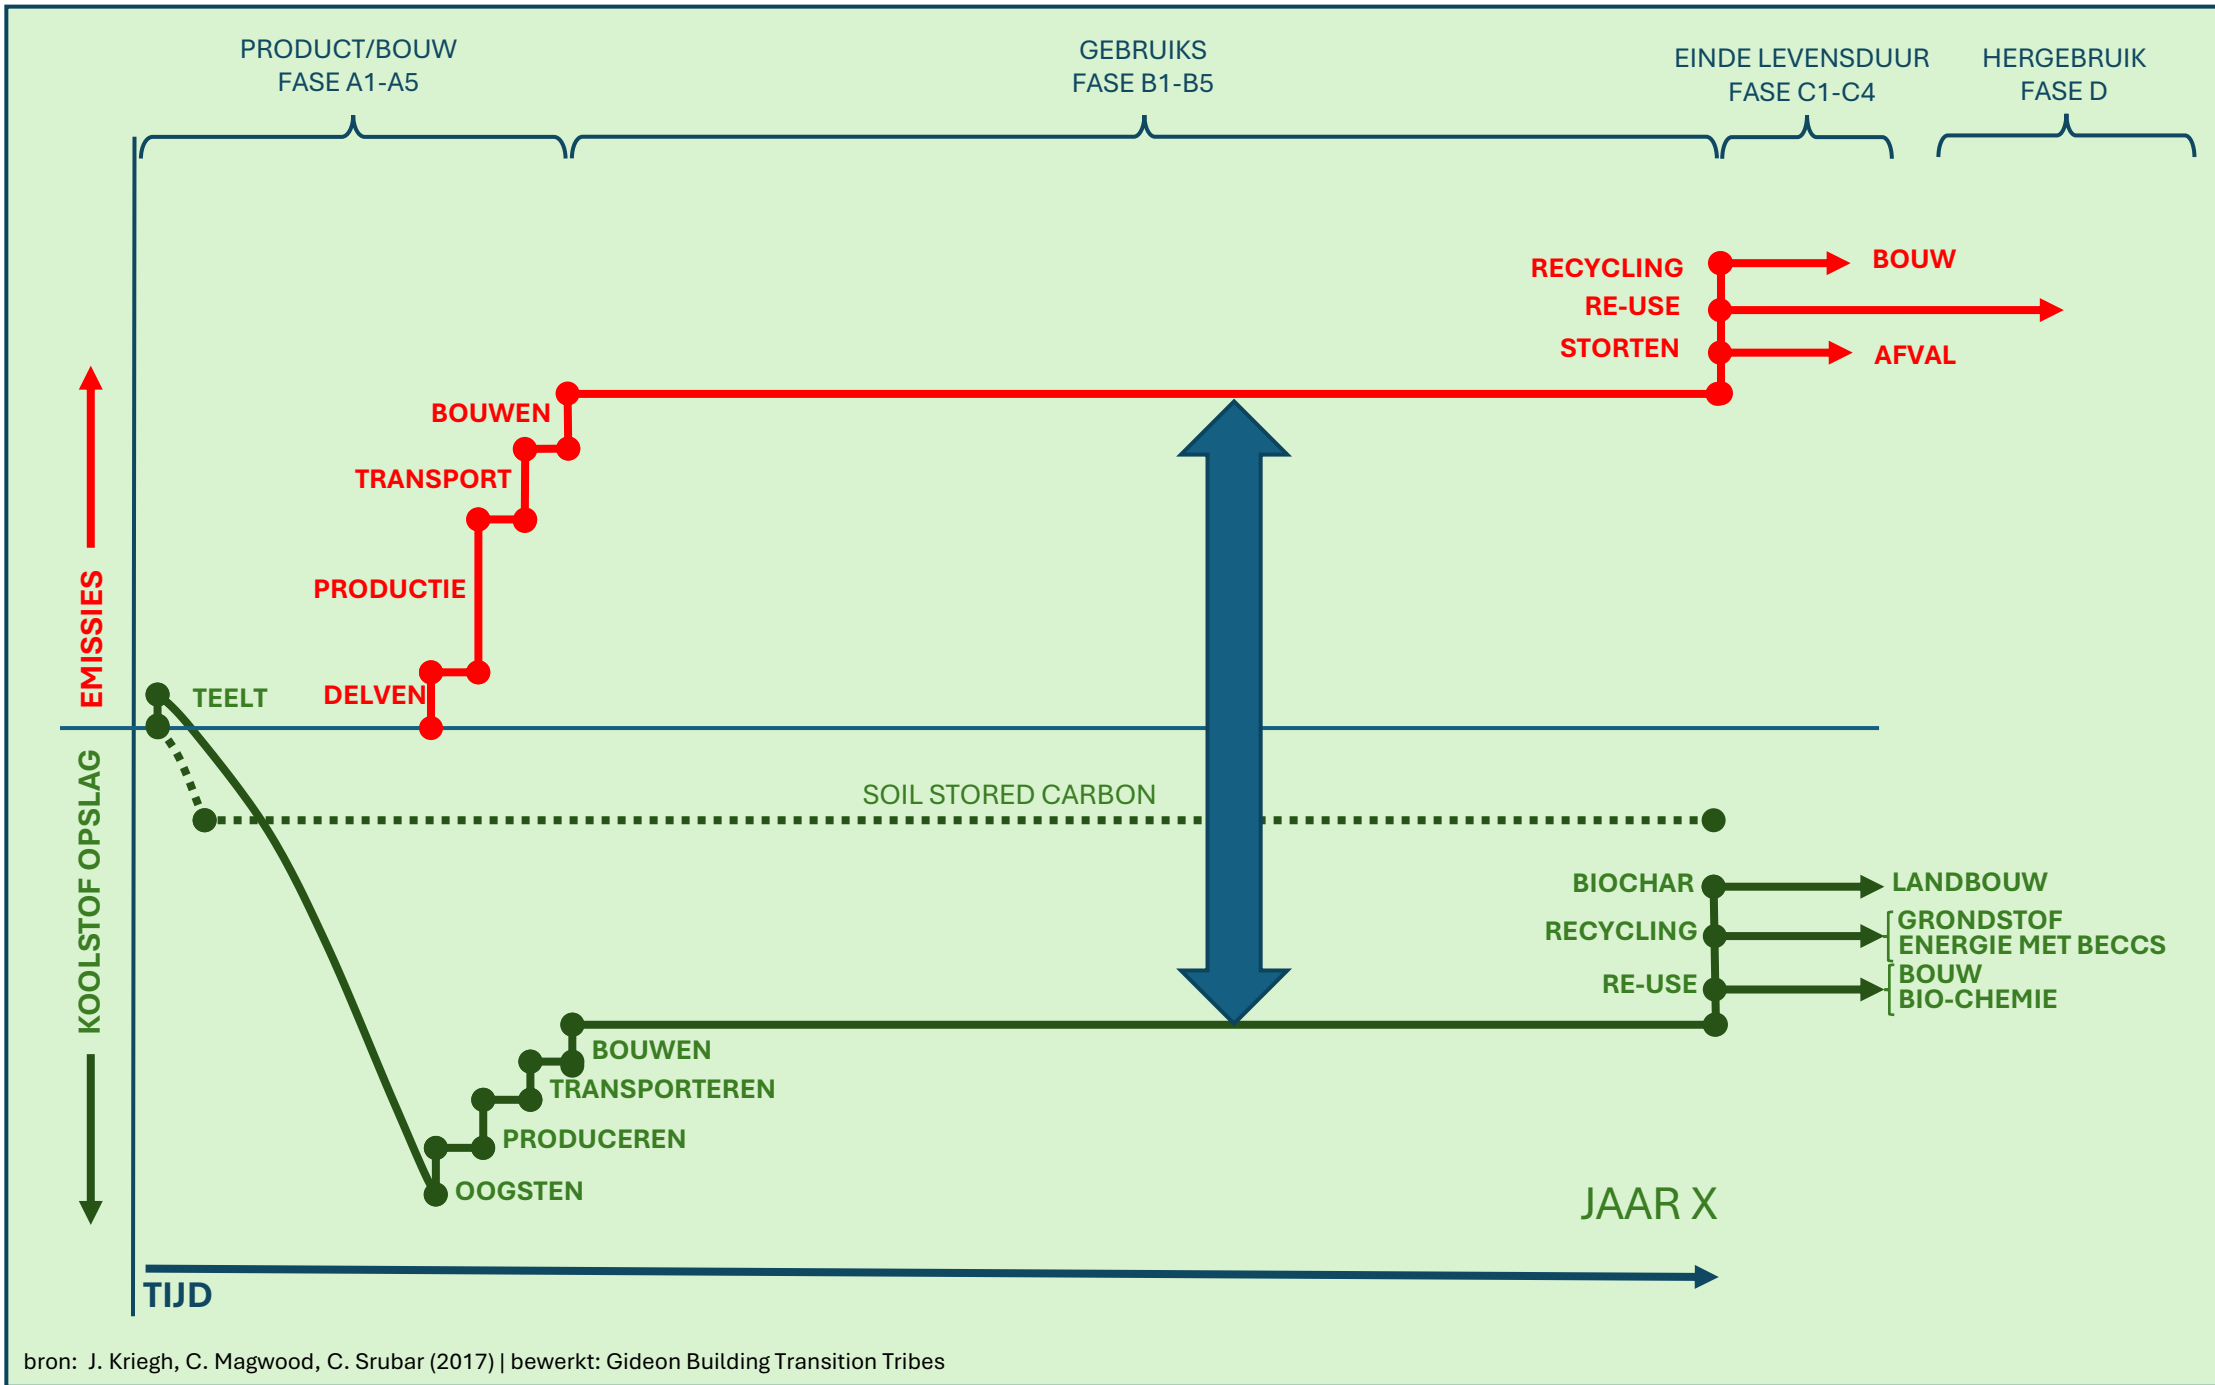 PRODUCT/BOUW
FASE A1-A5
GEBRUIKS
FASE B1-B5
EINDE LEVENSDUUR
FASE C1-C4
HERGEBRUIK
FASE D
RECYCLING
BOUW
RE-USE
STORTEN
AFVAL
BOUWEN
TRANSPORT
PRODUCTIE
DELVEN
EMISSIES
TEELT
KOOLSTOF OPSLAG
SOIL STORED CARBON
BIOCHAR
LANDBOUW
RECYCLING
GRONDSTOF
ENERGIE MET BECCS
RE-USE
BOUW
BIO-CHEMIE
BOUWEN
TRANSPORTEREN
PRODUCEREN
OOGSTEN
JAAR X
TIJD
bron:  J. Kriegh, C. Magwood, C. Srubar (2017) | bewerkt: Gideon Building Transition Tribes